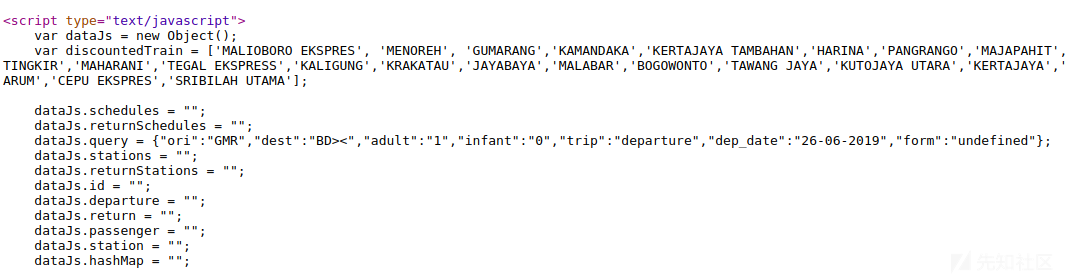 <script type="text/javascript">
var dataJs = new Object();
var discountedTrain = ['MALIOBORO EKSPRES', 'MENOREH', 'GUMARANG','KAMANDAKA','KERTAJAYA TAMBAHAN','HARINA','PANGRANGO','MAJAPAHIT',
TINGKIR','MAHARANI','TEGAL EKSPRESS','KALIGUNG','KRAKATAU','JAYABAYA','MALABAR','BOGOWONTO','TAWANG JAYA','KUTOJAYA UTARA','KERTAJAYA','
ARUM','CEPU EKSPRES','SRIBILAH UTAMA'];
dataJs.schedules = "";
dataJs.returnSchedules = "";
dataJs.query = {"ori":"GMR","dest":"BD><","adult":"1","infant":"0","trip":"departure","dep_date":"26-06-2019","form":"undefined"};
dataJs.stations = "";
dataJs.returnStations = "";
dataJs.id = "";
dataJs.departure = "";
dataJs.return = "";
dataJs.passenger = "";
dataJs.station = "";
dataJs.hashMap = "";
先知社区